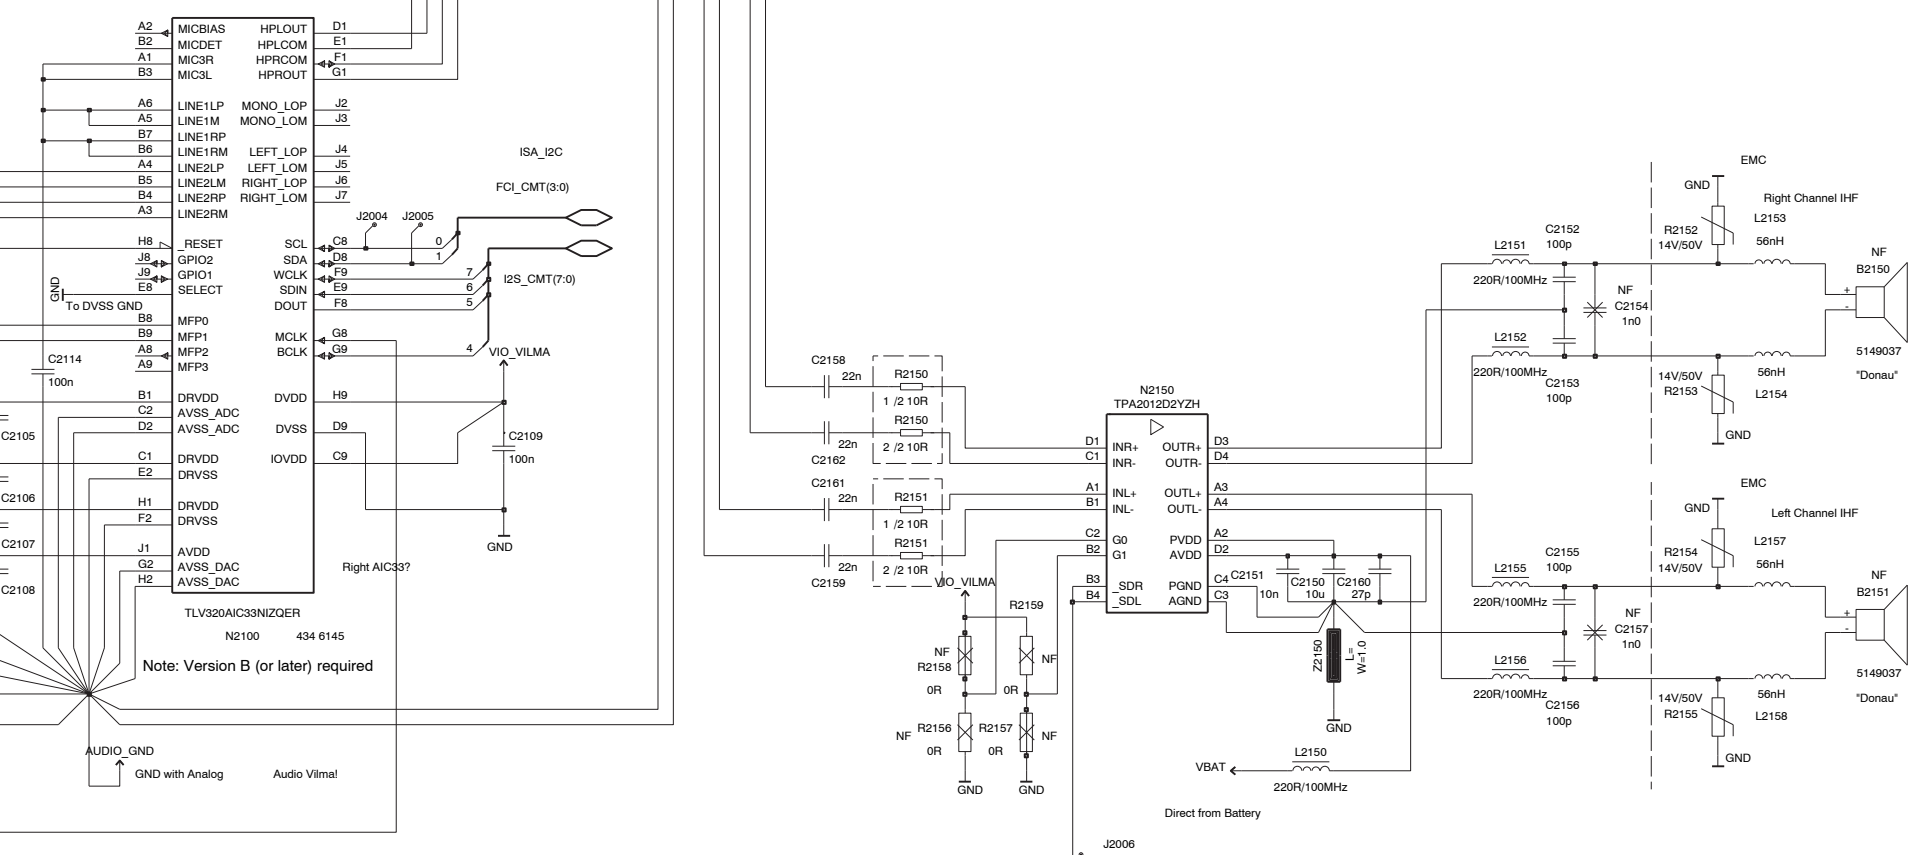 A2 MICBIAS HPLOUT D1
B2 MICDET HPLCOM E1
A1 MIC3R HPRCOM F1
B3 MIC3L HPROUT G1
A6 LINE1LP MONO_LOP J2
A5 LINE1M MONO_LOM J3
B7 LINE1RP
B6 LINE1RM LEFT_LOP J4
A4 LINE2LP LEFT_LOM J5
B5 LINE2LM RIGHT_LOP J6
B4 LINE2RP RIGHT_LOM J7
A3 LINE2RM
H8 _RESET SCL C8
J8 GPIO2 SDA D8
J9 GPIO1 WCLK F9
E8 SELECT SDIN E9
DOUT F8
B8 MFP0
B9 MFP1 MCLK G8
A8 MFP2 BCLK G9
A9 MFP3
B1 DRVDD DVDD H9
C2 AVSS_ADC
D2 AVSS_ADC DVSS D9
C1 DRVDD IOVDD C9
E2 DRVSS
H1 DRVDD
F2 DRVSS
J1 AVDD
G2 AVSS_DAC
H2 AVSS_DAC
TLV320AIC33NIZQER
N2100 434 6145
Note: Version B (or later) required
GND
To DVSS GND
C2114
100n
C2105
C2106
C2107
C2108
AUDIO_GND
GND with Analog Audio Vilma!
Right AIC33?
J2004 J2005
0
1
7
6
5
4
ISA_I2C
FCI_CMT(3:0)
I2S_CMT(7:0)
VIO_VILMA
C2109
100n
GND
C2158
22n
R2150
1 /2 10R
R2150
2 /2 10R
22n
C2162
C2161
22n
R2151
1 /2 10R
R2151
2 /2 10R
22n
C2159
VIO_VILMA
R2159
NF
R2158
0R
NF
0R
NF
R2156
0R
R2157
0R
NF
GND
GND
N2150
TPA2012D2YZH
D1 INR+ OUTR+ D3
C1 INR- OUTR- D4
A1 INL+ OUTL+ A3
B1 INL- OUTL- A4
C2 G0 PVDD A2
B2 G1 AVDD D2
B3 _SDR PGND C4
B4 _SDL AGND C3
C2151
10n
C2150
10u
C2160
27p
Z2150
L=
W=1.0
GND
L2150
VBAT
220R/100MHz
Direct from Battery
J2006
EMC
GND
Right Channel IHF
R2152
14V/50V
L2153
56nH
C2152
100p
L2151
220R/100MHz
NF
C2154
1n0
L2152
220R/100MHz
C2153
100p
14V/50V
R2153
56nH
L2154
GND
NF
B2150
+
-
5149037
"Donau"
EMC
GND
Left Channel IHF
R2154
14V/50V
L2157
56nH
C2155
100p
L2155
220R/100MHz
NF
C2157
1n0
L2156
220R/100MHz
C2156
100p
14V/50V
R2155
56nH
L2158
GND
NF
B2151
+
-
5149037
"Donau"